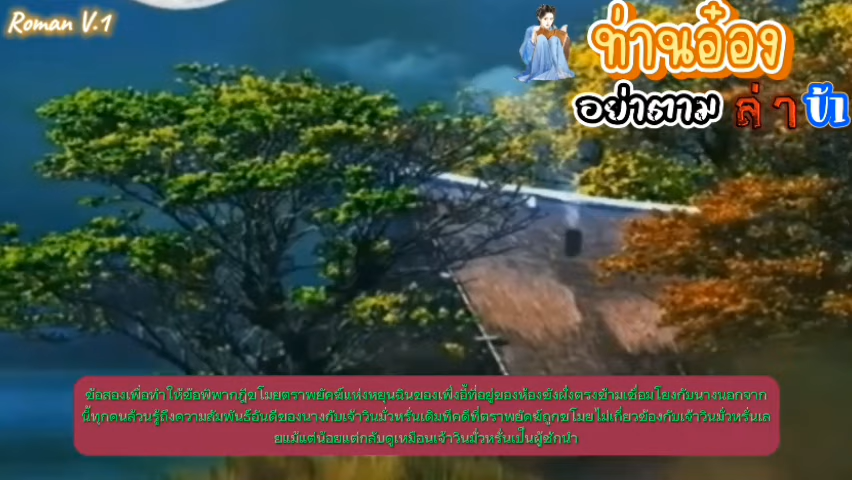 Roman V.1
ท่านอ๋อง
อย่าตาม ล่า ข้า
ข้อสองเพื่อทำให้ข้อพิพากฎีขโมยตราพยัคฆ์แห่งหยุนฉินของเฟิ่งอี้ที่อยู่ของห้องขังฝั่งตรงข้ามเชื่อมโยงกับนางนอกจาก
นี้ทุกคนล้วนรู้ถึงความสัมพันธ์อันดีของนางกับเจ้าวินมั่วหรั่นเดิมทีคดีที่ตราพยัคฆ์ถูกขโมยไม่เกี่ยวข้องกับเจ้าวินมั่วหรั่นเล
ยแม้แต่น้อยแต่กลับดูเหมือนเจ้าวินมั่วหรั่นเป็นผู้ชักนำ